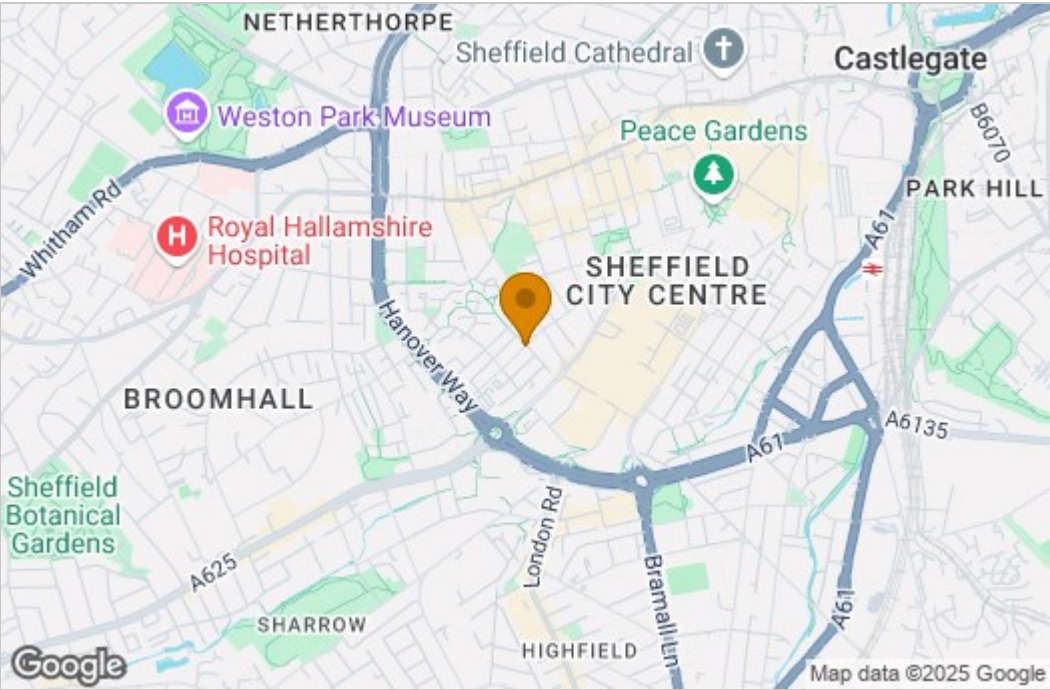 NETHERTHORPE
Sheffield Cathedral
Castlegate
Weston Park Museum
Peace Gardens
B6070
PARK HILL
Whitham Rd
Royal Hallamshire
Hospital
A61
SHEFFIELD
CITY CENTRE
Hanover Way
BROOMHALL
A6135
A61
Sheffield
Botanical
Gardens
London Rd
A625
Bramall Ln
A61
SHARROW
HIGHFIELD
Google
Map data ©2025 Google